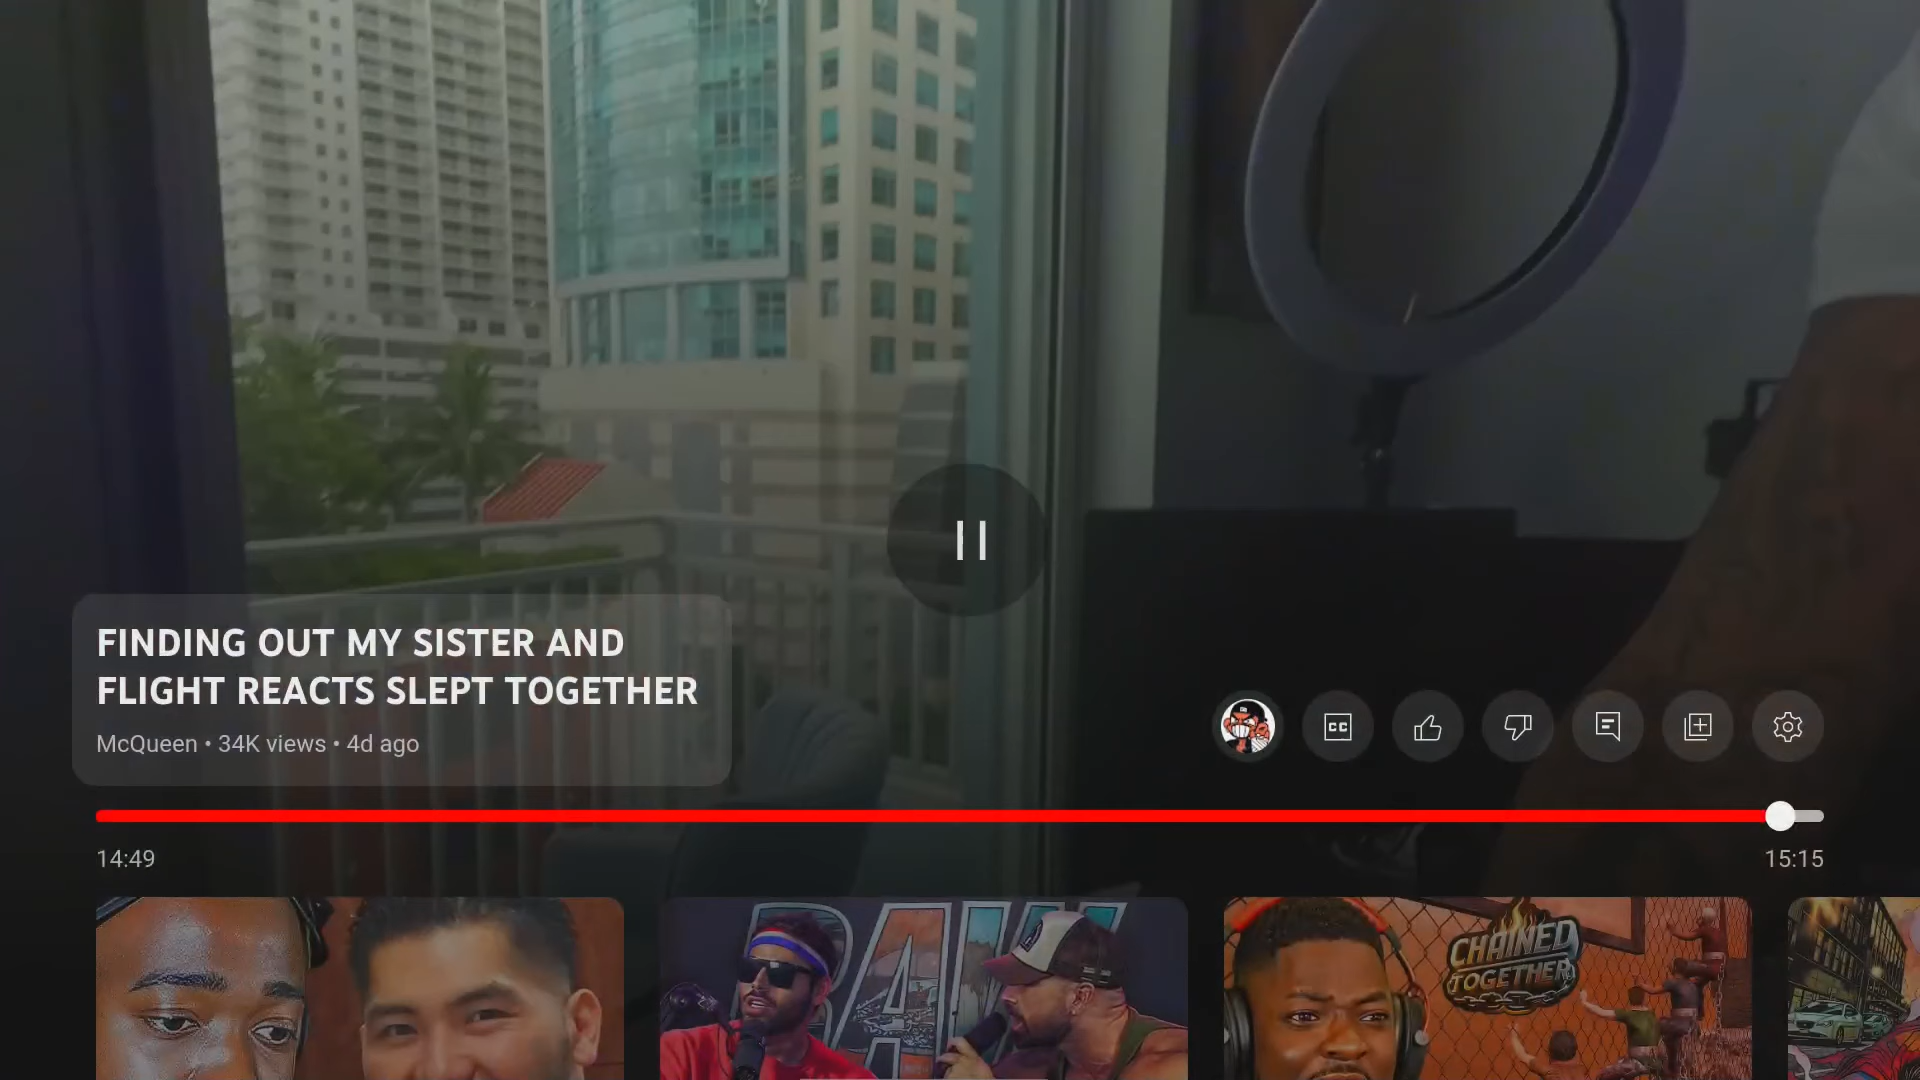 FINDING OUT MY SISTER AND
FLIGHT REACTS SLEPT TOGETHER
McQueen • 34K views • 4d ago
CC
14:49
15:15
RAW
CHAINED
TOGETHER